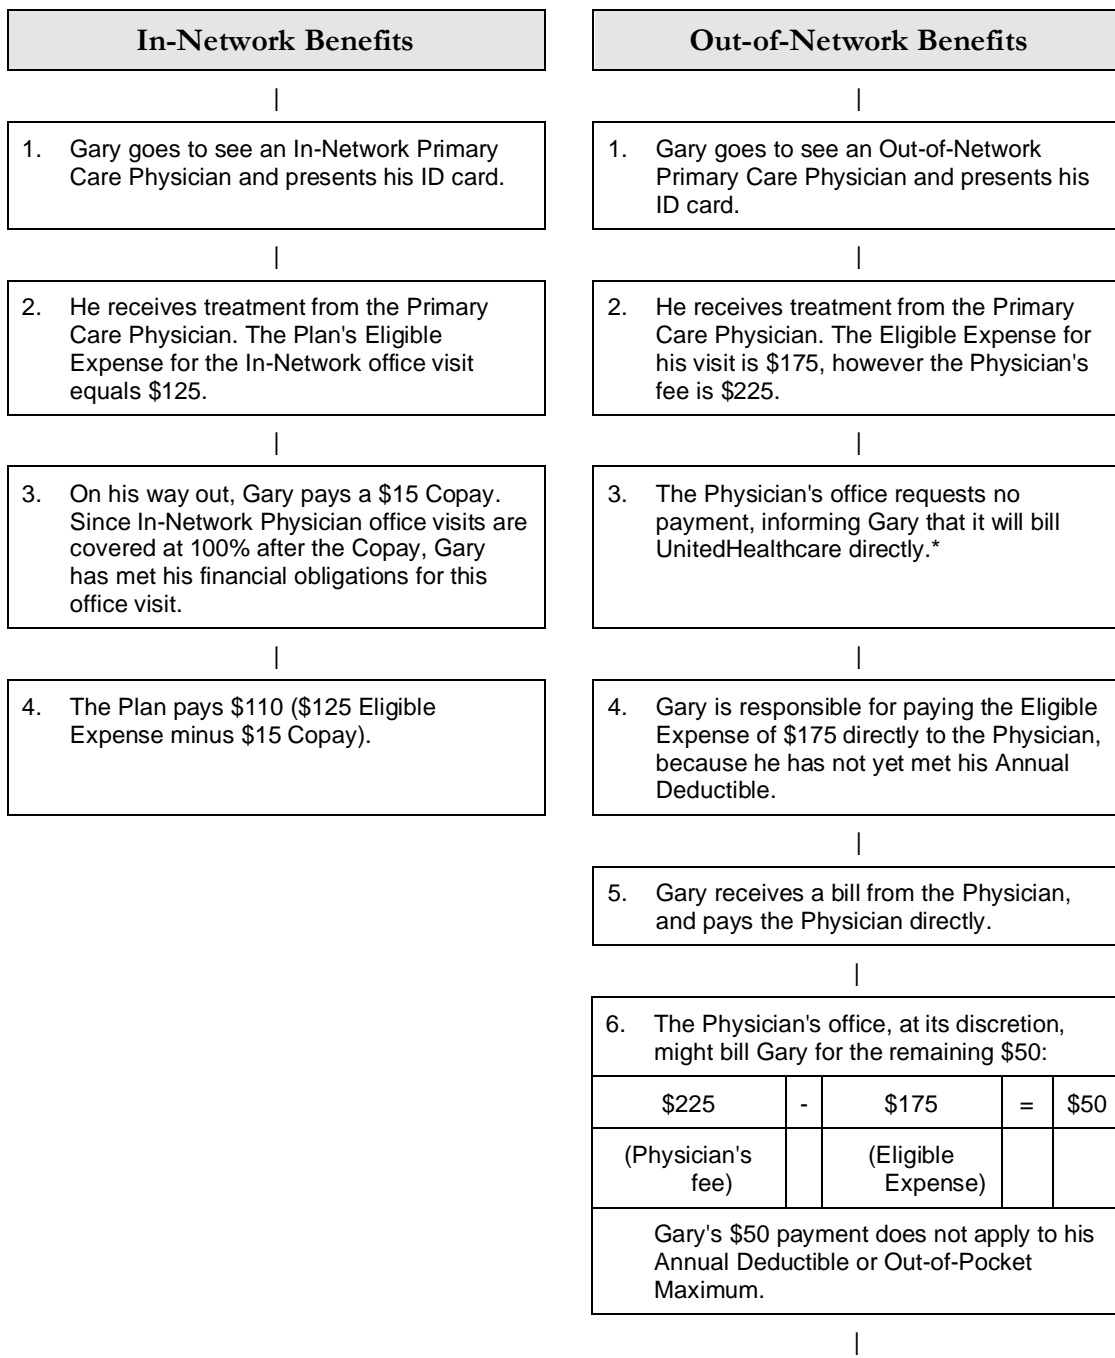 In-Network Benefits
|
1. Gary goes to see an In-Network Primary
Care Physician and presents his ID card.
|
2. He receives treatment from the Primary
Care Physician. The Plan's Eligible
Expense for the In-Network office visit
equals $125.
|
3. On his way out, Gary pays a $15 Copay.
Since In-Network Physician office visits are
covered at 100% after the Copay, Gary
has met his financial obligations for this
office visit.
|
4. The Plan pays $110 ($125 Eligible
Expense minus $15 Copay).
Out-of-Network Benefits
|
1. Gary goes to see an Out-of-Network
Primary Care Physician and presents his
ID card.
|
2. He receives treatment from the Primary
Care Physician. The Eligible Expense for
his visit is $175, however the Physician's
fee is $225.
|
3. The Physician's office requests no
payment, informing Gary that it will bill
UnitedHealthcare directly.*
|
4. Gary is responsible for paying the Eligible
Expense of $175 directly to the Physician,
because he has not yet met his Annual
Deductible.
|
5. Gary receives a bill from the Physician,
and pays the Physician directly.
|
6. The Physician's office, at its discretion,
might bill Gary for the remaining $50:
$225 - $175 = $50
(Physician's (Eligible
fee) Expense)
Gary's $50 payment does not apply to his
Annual Deductible or Out-of-Pocket
Maximum.
|